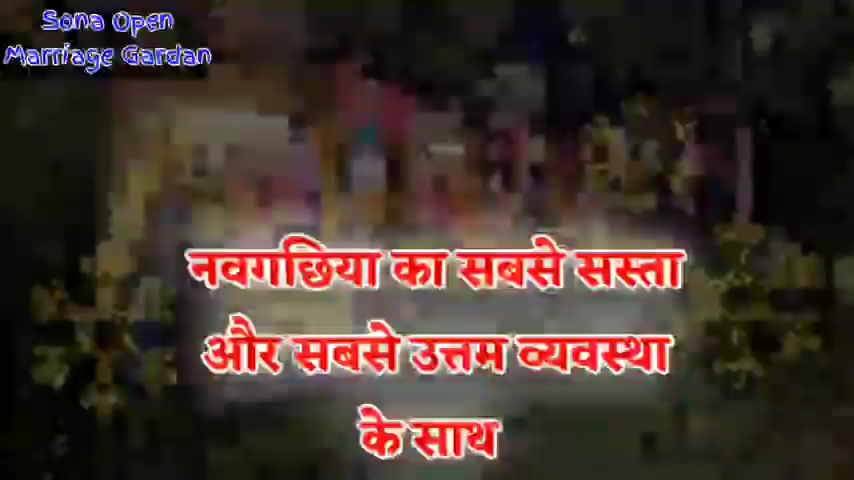 Sona Open
Marriage Gardan
नवगछिया का सबसे सस्ता
और सबसे उत्तम व्यवस्था
के साथ